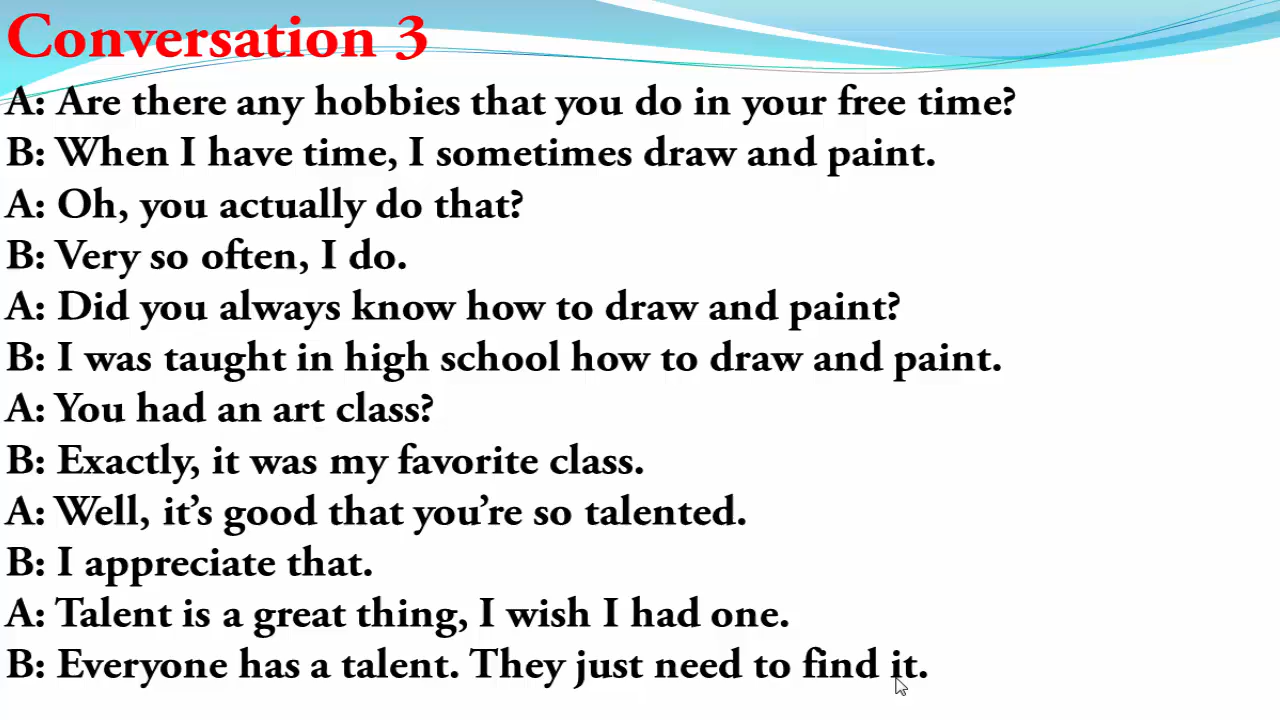 Conversation 3
A: Are there any hobbies that you do in your free time?
B: When I have time, I sometimes draw and paint.
A: Oh, you actually do that?
B: Very so often, I do.
A: Did you always know how to draw and paint?
B: I was taught in high school how to draw and paint.
A: You had an art class?
B: Exactly, it was my favorite class.
A: Well, it’s good that you’re so talented.
B: I appreciate that.
A: Talent is a great thing, I wish I had one.
B: Everyone has a talent. They just need to find it.